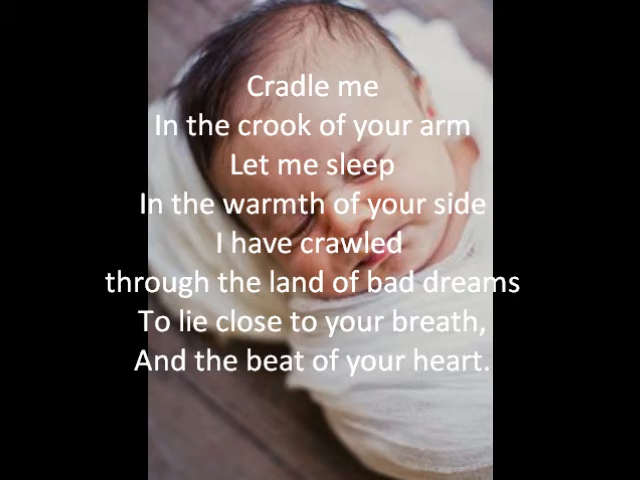 Cradle me
In the crook of your arm
Let me sleep
In the warmth of your side
I have crawled
through the land of bad dreams
To lie close to your breath,
And the beat of your heart.